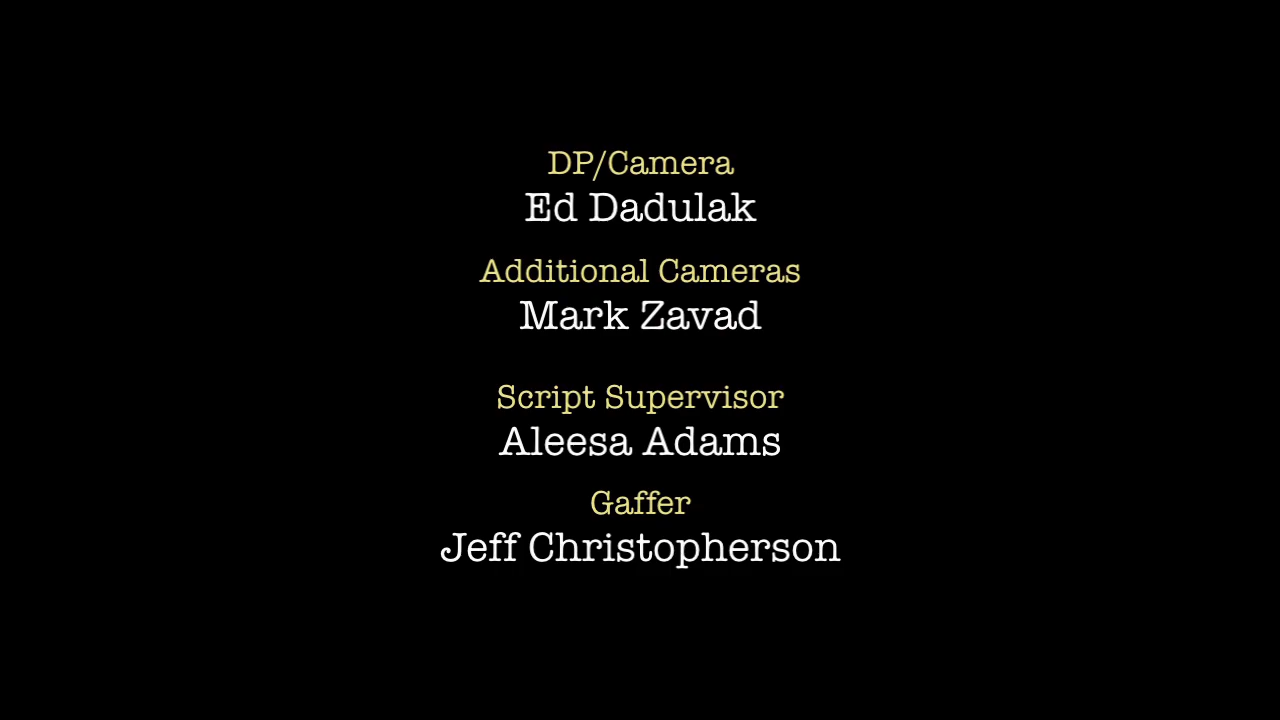 DP/Camera
Ed Dadulak
Additional Cameras
Mark Zavad
Script Supervisor
Aleesa Adams
Gaffer
Jeff Christopherson